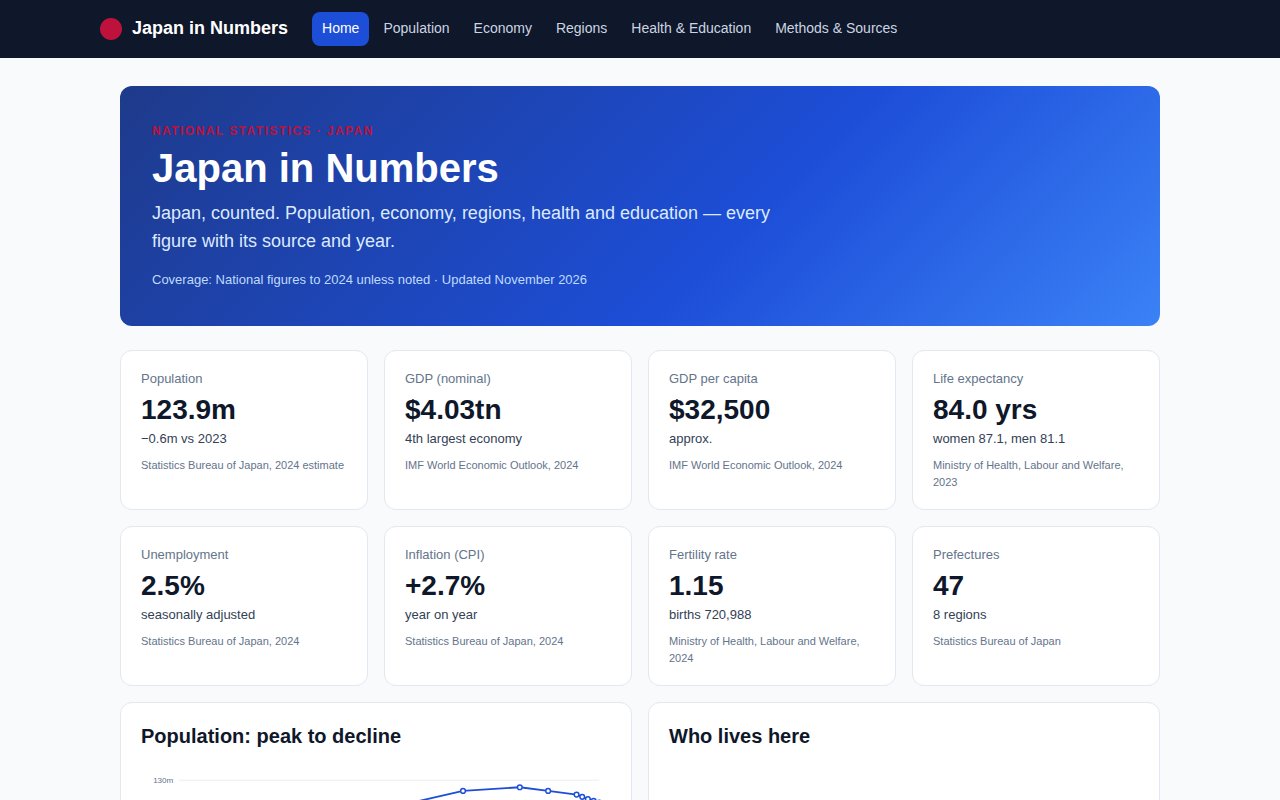 Japan in Numbers
Home
Population
Economy
Regions
Health & Education
Methods & Sources
NATIONAL STATISTICS · JAPAN
Japan in Numbers
Japan, counted. Population, economy, regions, health and education — every
figure with its source and year.
Coverage: National figures to 2024 unless noted · Updated November 2026
Population
123.9m
−0.6m vs 2023
Statistics Bureau of Japan, 2024 estimate
GDP (nominal)
$4.03tn
4th largest economy
IMF World Economic Outlook, 2024
GDP per capita
$32,500
approx.
IMF World Economic Outlook, 2024
Life expectancy
84.0 yrs
women 87.1, men 81.1
Ministry of Health, Labour and Welfare,
2023
Unemployment
2.5%
seasonally adjusted
Statistics Bureau of Japan, 2024
Inflation (CPI)
+2.7%
year on year
Statistics Bureau of Japan, 2024
Fertility rate
1.15
births 720,988
Ministry of Health, Labour and Welfare,
2024
Prefectures
47
8 regions
Statistics Bureau of Japan
Population: peak to decline
130m
Who lives here